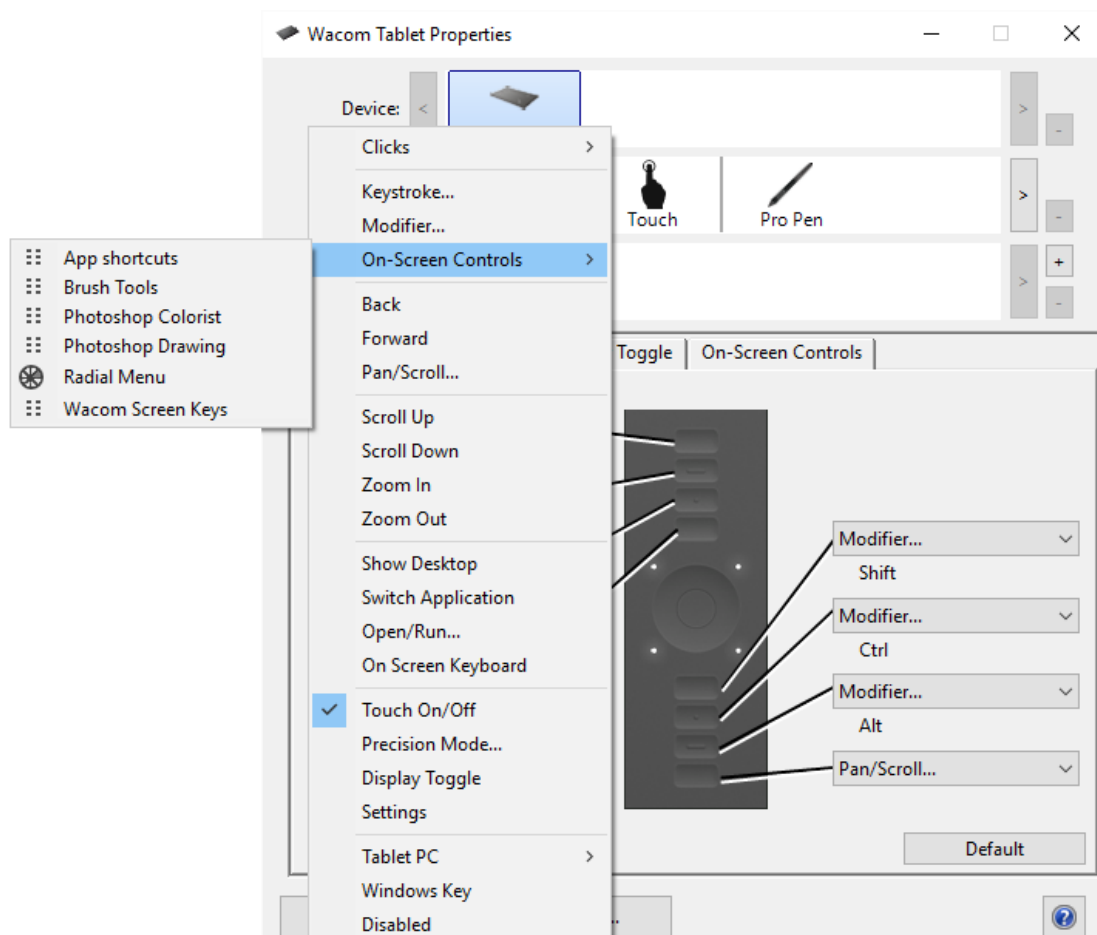 Wacom Tablet Properties
Device:
Touch
Pro Pen
Toggle
On-Screen Controls
Clicks
Keystroke...
Modifier...
On-Screen Controls
Back
Forward
Pan/Scroll...
Scroll Up
Scroll Down
Zoom In
Zoom Out
Show Desktop
Switch Application
Open/Run...
On Screen Keyboard
Touch On/Off
Precision Mode...
Display Toggle
Settings
Tablet PC
Windows Key
Disabled
App shortcuts
Brush Tools
Photoshop Colorist
Photoshop Drawing
Radial Menu
Wacom Screen Keys
Modifier...
Shift
Modifier...
Ctrl
Modifier...
Alt
Pan/Scroll...
Default